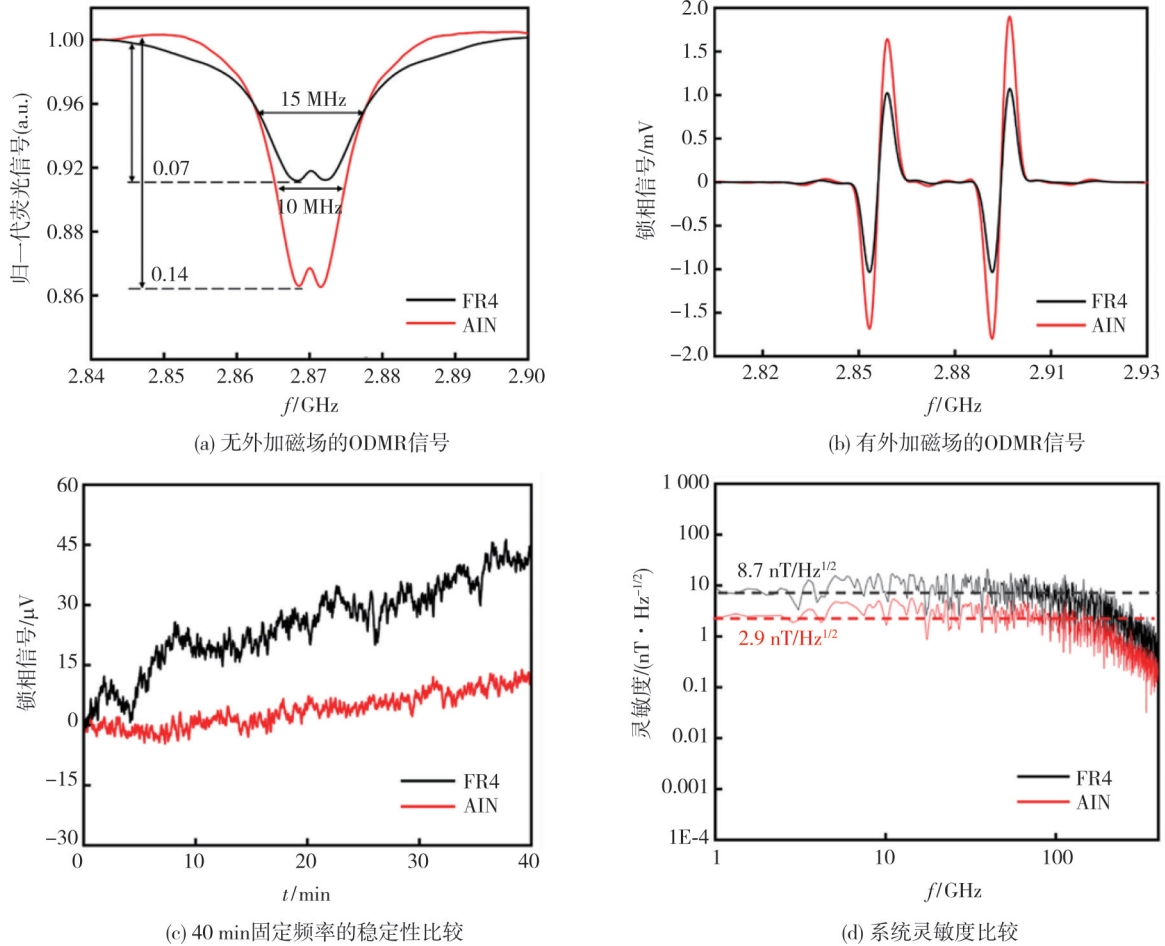 1.00
0.96
0.92
0.88
0.86
归一代荧光信号(a.u.)
15 MHz
0.07
10 MHz
0.14
FR4
AIN
2.84 2.85 2.86 2.87 2.88 2.89 2.90
f/GHz
(a) 无外加磁场的ODMR信号
2.0
1.5
1.0
0.5
0
-0.5
-1.0
-1.5
-2.0
锁相信号/mV
FR4
AIN
2.82 2.85 2.88 2.91 2.93
f/GHz
(b) 有外加磁场的ODMR信号
60
45
30
15
0
-15
-30
锁相信号/μV
FR4
AIN
0 10 20 30 40
t/min
(c) 40 min固定频率的稳定性比较
1 000
100
10
1
0.1
0.01
0.001
1E-4
灵敏度/(nT·Hz⁻¹/²)
8.7 nT/Hz¹/²
2.9 nT/Hz¹/²
FR4
AIN
1 10 100
f/GHz
(d) 系统灵敏度比较